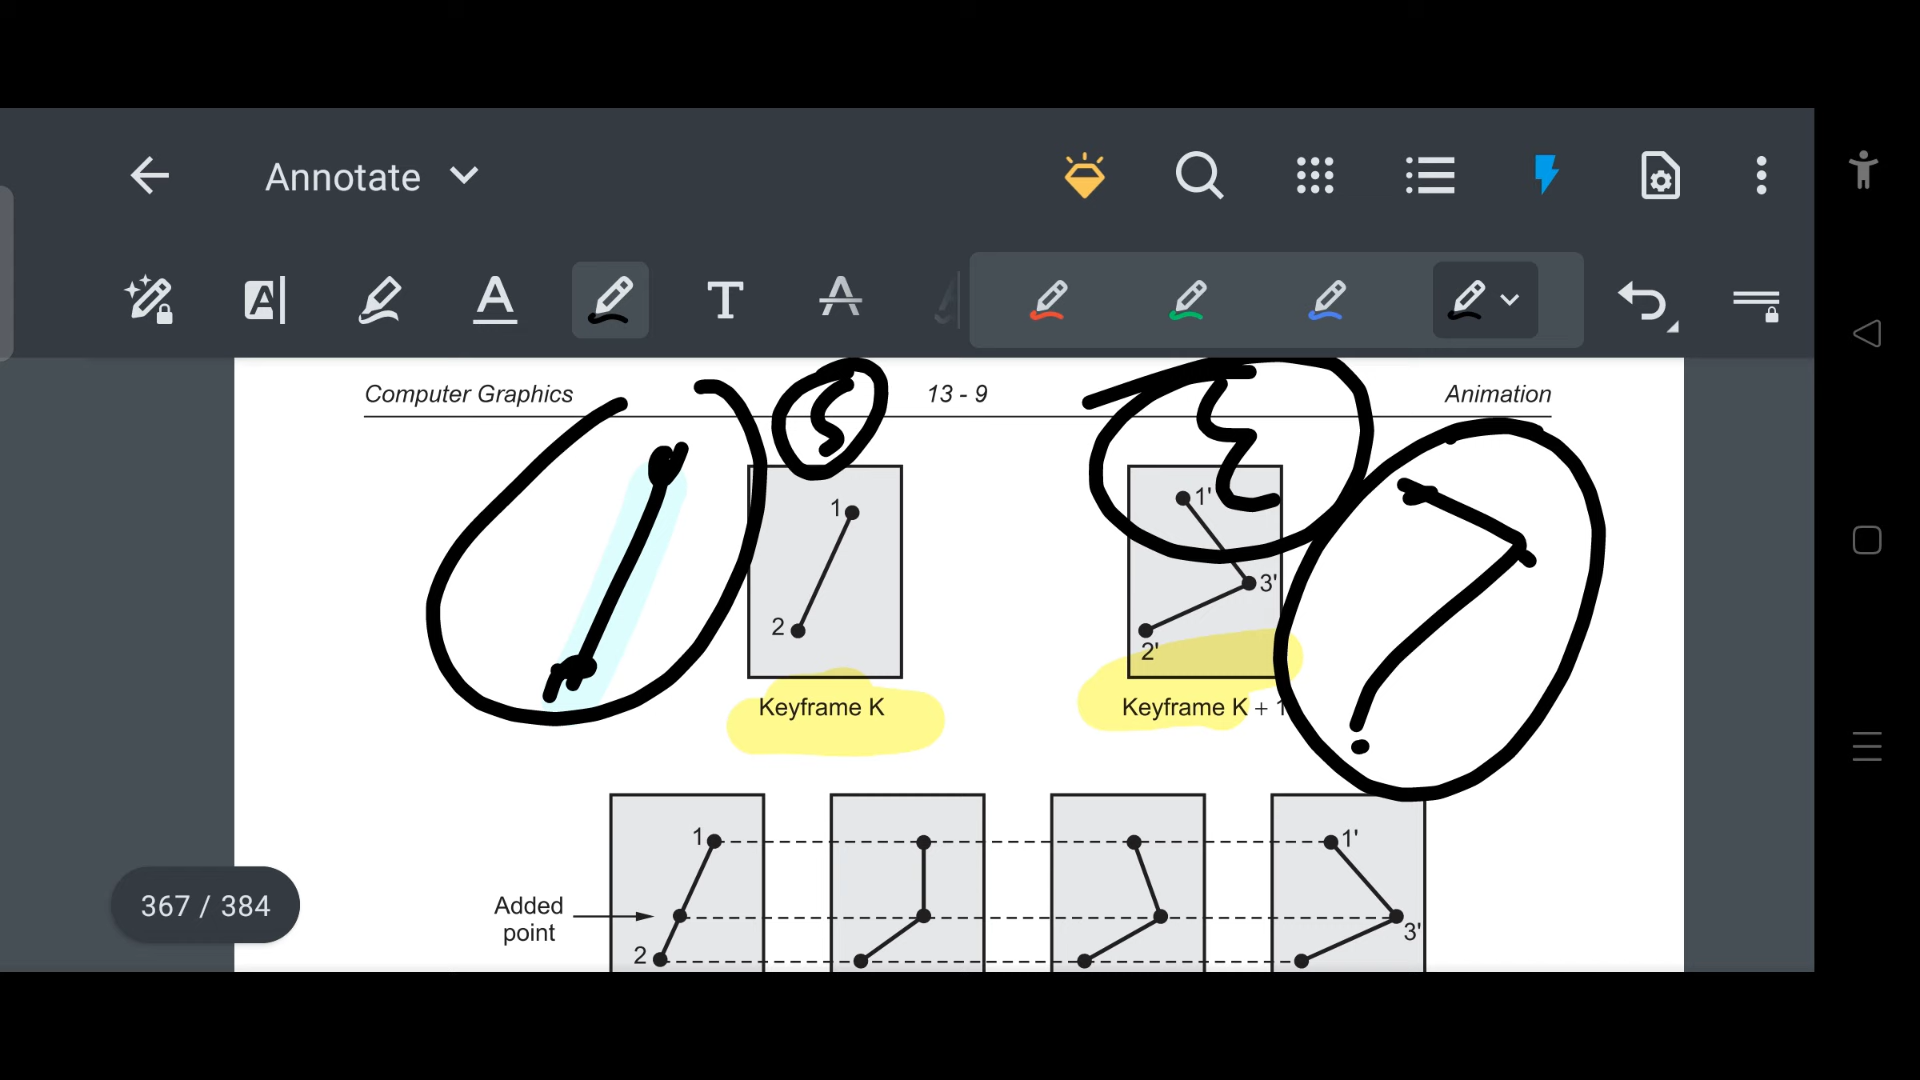 Annotate
A
A
T
A
Computer Graphics 13 - 9 Animation
S
E
1
2
1'
3'
2'
Keyframe K
Keyframe K + 1
1
1'
Added
point
3'
2
367 / 384